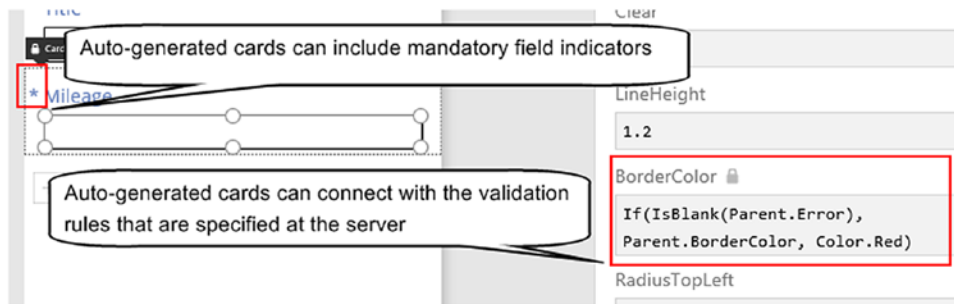 Title
Clear
Card
Auto-generated cards can include mandatory field indicators
* Mileage
LineHeight
1.2
BorderColor
Auto-generated cards can connect with the validation
rules that are specified at the server
If(IsBlank(Parent.Error),
Parent.BorderColor, Color.Red)
RadiusTopLeft